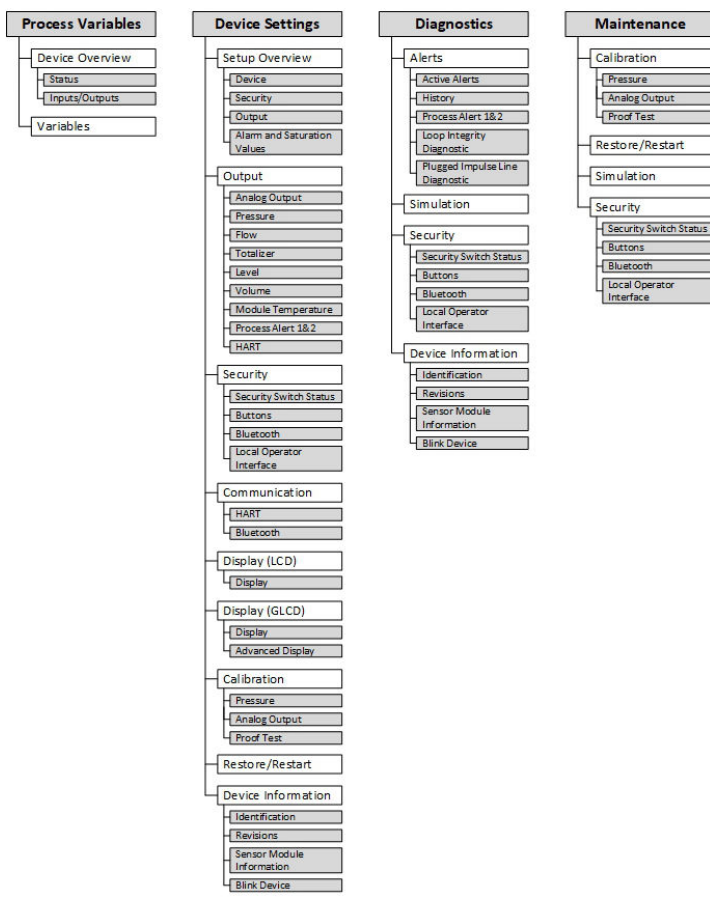 Process Variables
Device Overview
Status
Inputs/Outputs
Variables
Device Settings
Setup Overview
Device
Security
Output
Alarm and Saturation
Values
Output
Analog Output
Pressure
Flow
Totalizer
Level
Volume
Module Temperature
Process Alert 1&2
HART
Security
Security Switch Status
Buttons
Bluetooth
Local Operator
Interface
Communication
HART
Bluetooth
Display (LCD)
Display
Display (GLCD)
Display
Advanced Display
Calibration
Pressure
Analog Output
Proof Test
Restore/Restart
Device Information
Identification
Revisions
Sensor Module
Information
Blink Device
Diagnostics
Alerts
Active Alerts
History
Process Alert 1&2
Loop Integrity
Diagnostic
Plugged Impulse Line
Diagnostic
Simulation
Security
Security Switch Status
Buttons
Bluetooth
Local Operator
Interface
Device Information
Identification
Revisions
Sensor Module
Information
Blink Device
Maintenance
Calibration
Pressure
Analog Output
Proof Test
Restore/Restart
Simulation
Security
Security Switch Status
Buttons
Bluetooth
Local Operator
Interface